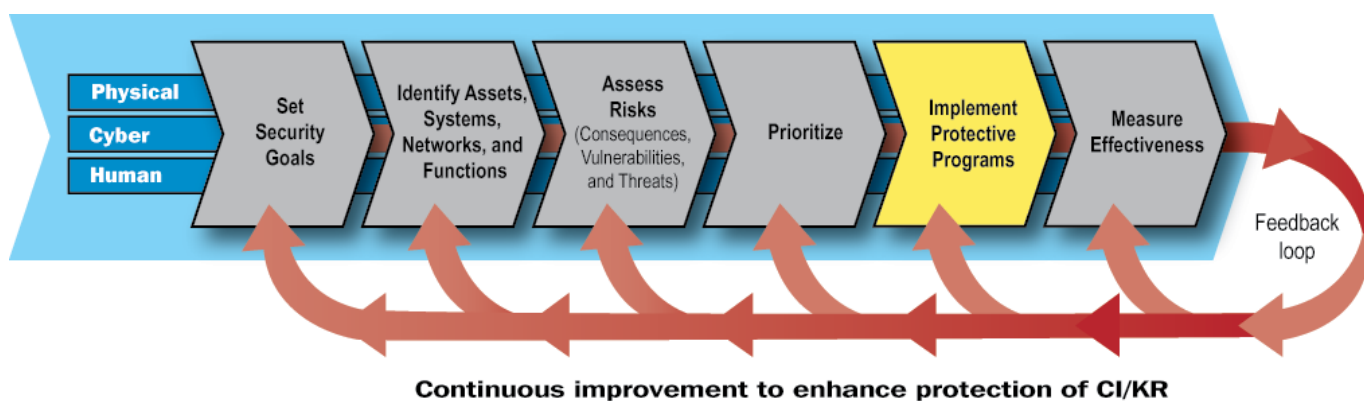 Physical
Cyber
Human
Set
Security
Goals
Identify Assets,
Systems,
Networks, and
Functions
Assess
Risks
(Consequences,
Vulnerabilities,
and Threats)
Prioritize
Implement
Protective
Programs
Measure
Effectiveness
Feedback
loop
Continuous improvement to enhance protection of CI/KR